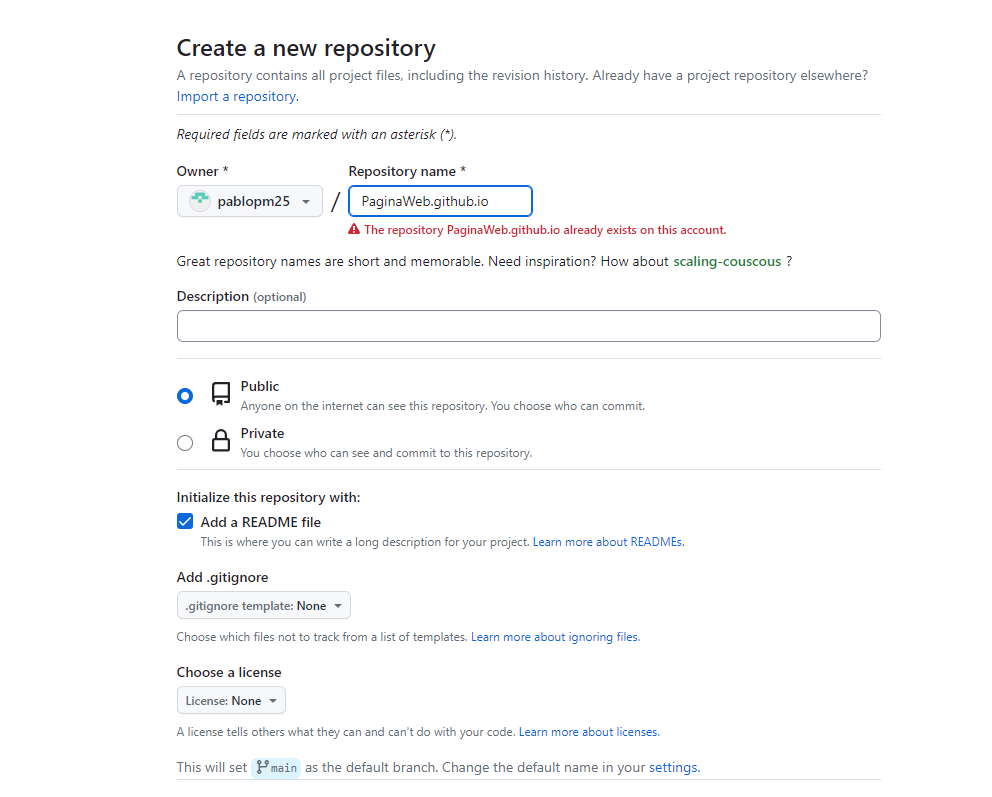 Create a new repository
A repository contains all project files, including the revision history. Already have a project repository elsewhere?
Import a repository.
Required fields are marked with an asterisk (*).
Owner * Repository name *
pablopm25 / PaginaWeb.github.io
The repository PaginaWeb.github.io already exists on this account.
Great repository names are short and memorable. Need inspiration? How about scaling-couscous ?
Description (optional)
Public
Anyone on the internet can see this repository. You choose who can commit.
Private
You choose who can see and commit to this repository.
Initialize this repository with:
Add a README file
This is where you can write a long description for your project. Learn more about READMEs.
Add .gitignore
.gitignore template: None
Choose which files not to track from a list of templates. Learn more about ignoring files.
Choose a license
License: None
A license tells others what they can and can't do with your code. Learn more about licenses.
This will set main as the default branch. Change the default name in your settings.